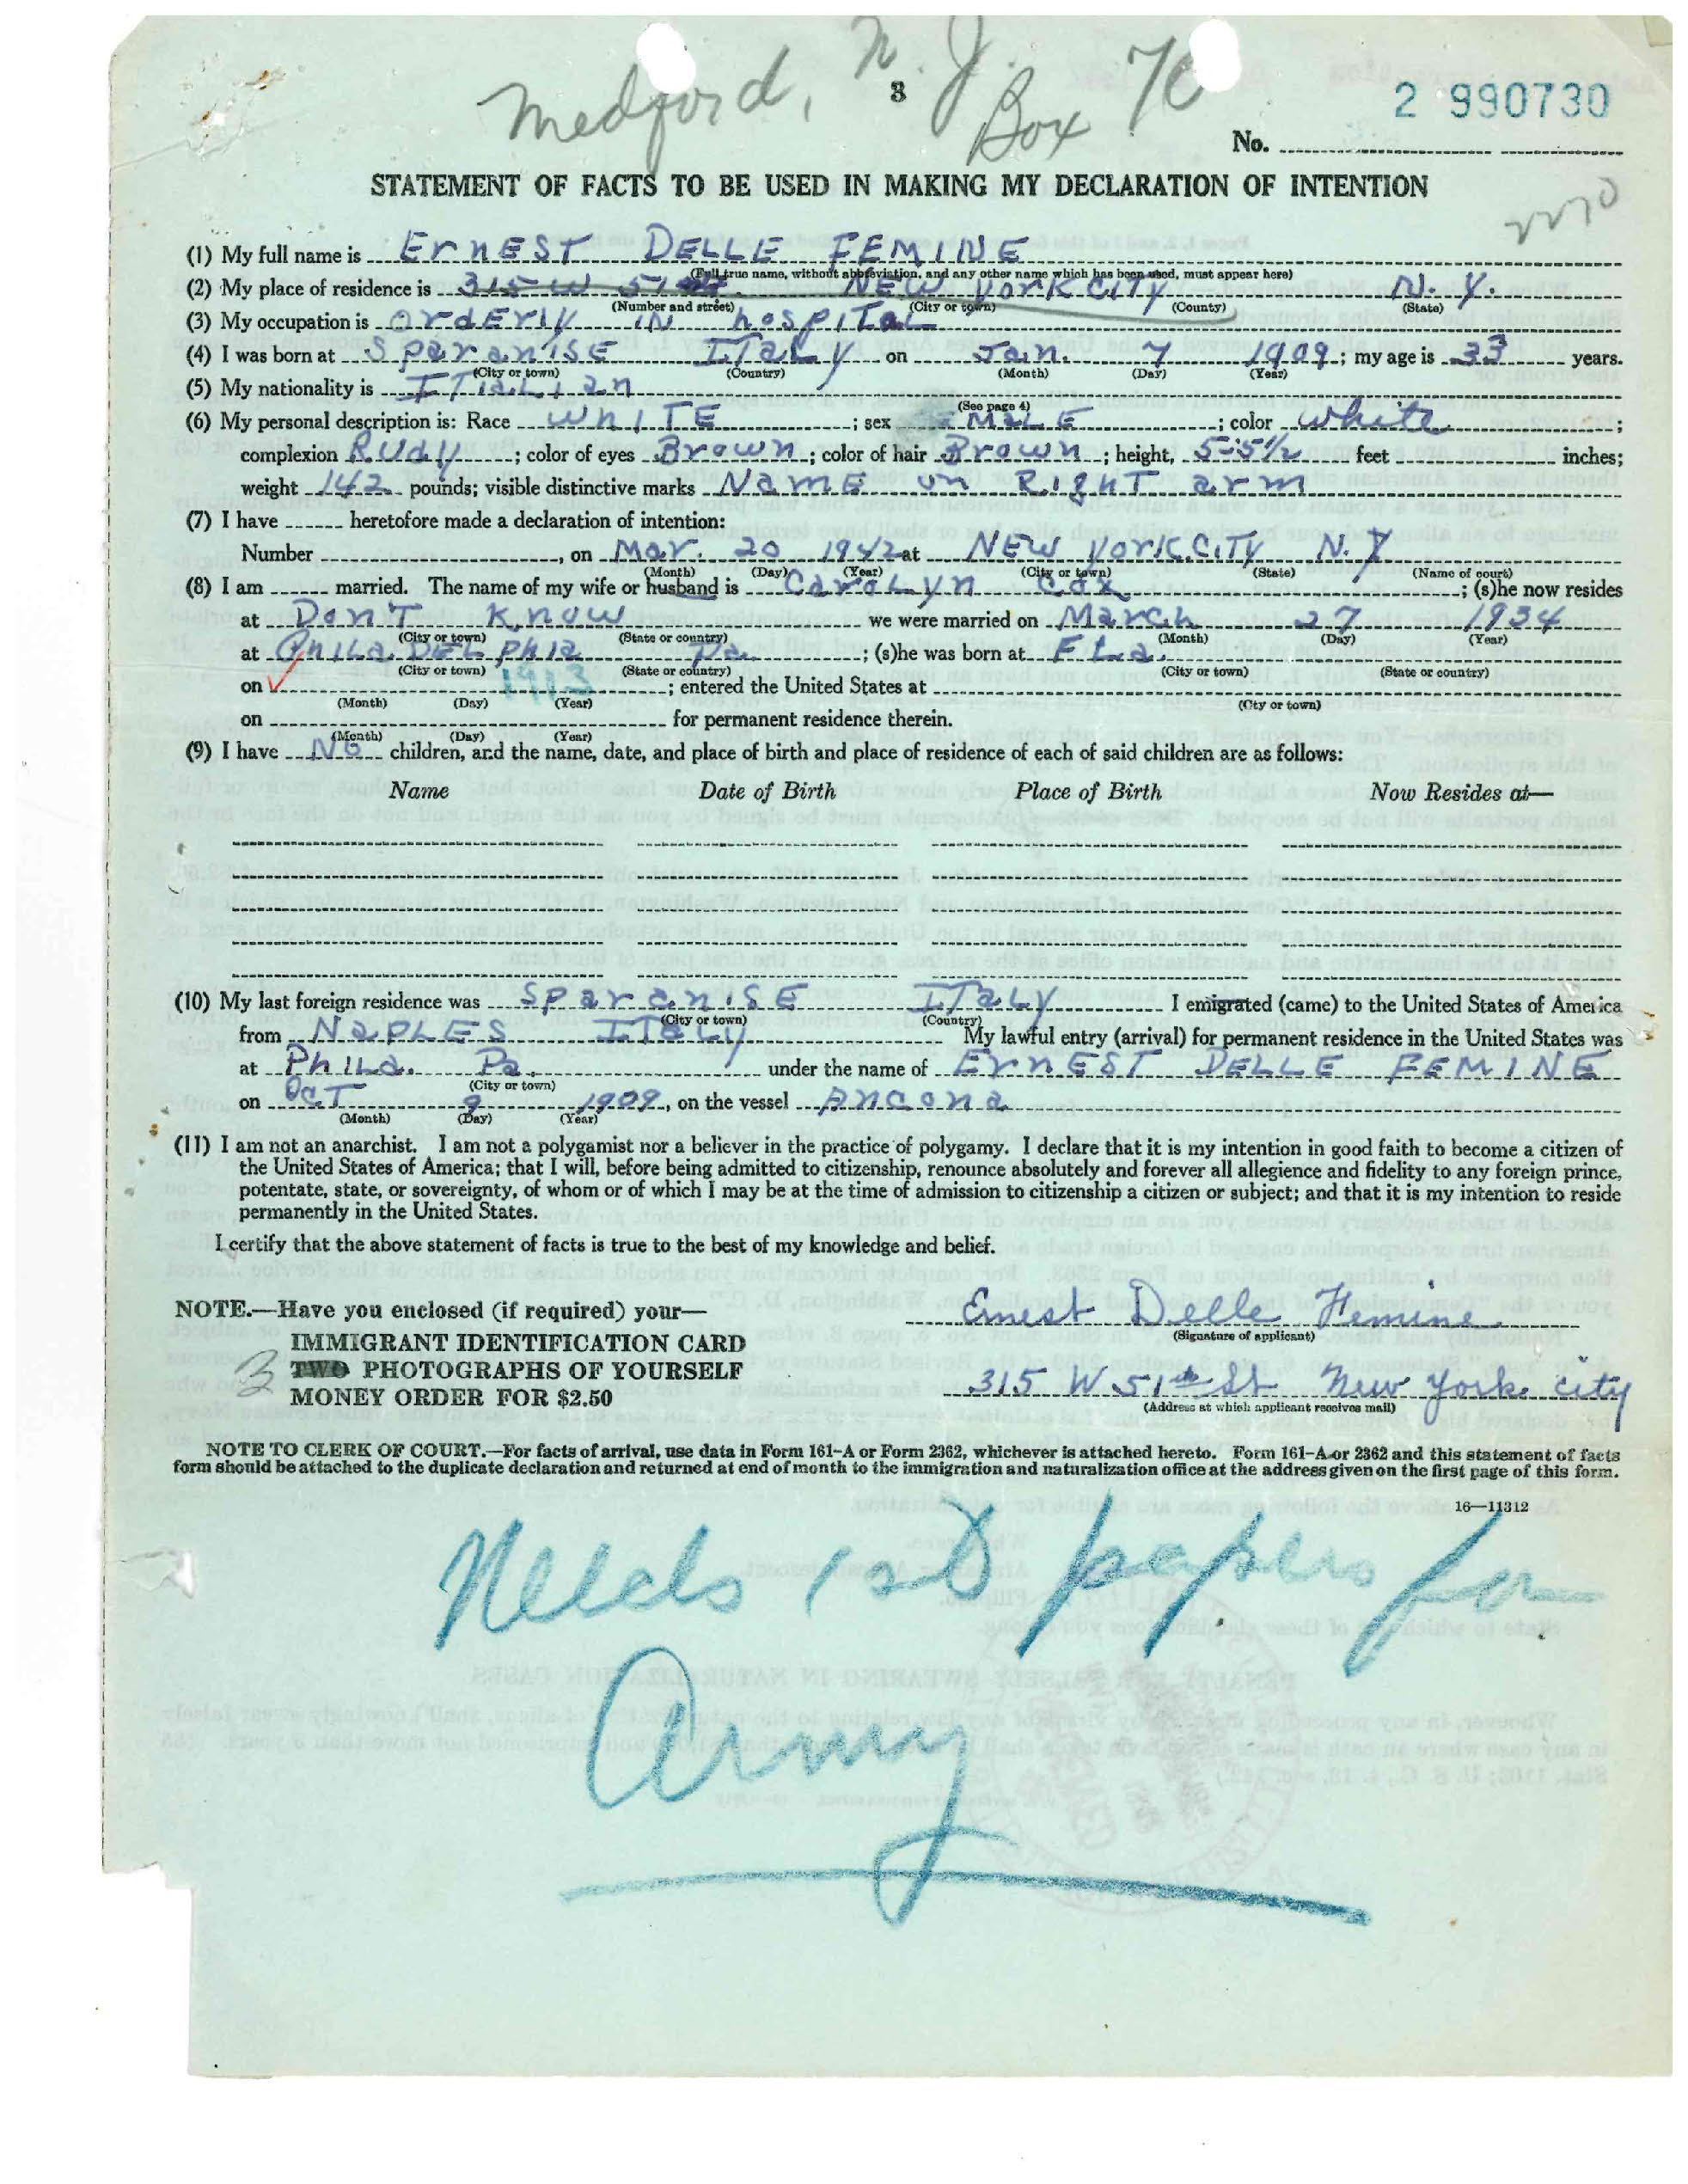 Medford, N. J.
Box 70
3
2 990730
No.
STATEMENT OF FACTS TO BE USED IN MAKING MY DECLARATION OF INTENTION
2270
(1) My full name is Ernest Delle Femine
(Full true name, without abbreviation, and any other name which has been used, must appear here)
(2) My place of residence is 315 W 51 New York City N. Y.
(Number and street) (City or town) (County) (State)
(3) My occupation is Orderly in hospital
(4) I was born at Sparanise Italy on Jan. 7 1909; my age is 33 years.
(City or town) (Country) (Month) (Day) (Year)
(5) My nationality is Italian
(See page 4)
(6) My personal description is: Race White; sex Male; color White;
complexion Rudy; color of eyes Brown; color of hair Brown; height, 5-5½ feet inches;
weight 142 pounds; visible distinctive marks Name on Right arm
(7) I have heretofore made a declaration of intention:
Number , on Mar. 20 1942 at New York City N.Y
(Month) (Day) (Year) (City or town) (State) (Name of court)
(8) I am married. The name of my wife or husband is Carolyn Cox; (s)he now resides
at Don't Know we were married on March 27 1934
(City or town) (State or country) (Month) (Day) (Year)
at Philadelphia Pa.; (s)he was born at Fla.
(City or town) (State or country) (City or town) (State or country)
on 1913; entered the United States at
(Month) (Day) (Year) (City or town)
on for permanent residence therein.
(Month) (Day) (Year)
(9) I have No children, and the name, date, and place of birth and place of residence of each of said children are as follows:
Name Date of Birth Place of Birth Now Resides at—
(10) My last foreign residence was Sparanise Italy I emigrated (came) to the United States of America
(City or town) (Country)
from Naples Italy My lawful entry (arrival) for permanent residence in the United States was
at Phila. Pa. under the name of Ernest Delle Femine
(City or town)
on Oct 9 1909, on the vessel Ancona
(Month) (Day) (Year)
(11) I am not an anarchist. I am not a polygamist nor a believer in the practice of polygamy. I declare that it is my intention in good faith to become a citizen of
the United States of America; that I will, before being admitted to citizenship, renounce absolutely and forever all allegience and fidelity to any foreign prince,
potentate, state, or sovereignty, of whom or of which I may be at the time of admission to citizenship a citizen or subject; and that it is my intention to reside
permanently in the United States.
I certify that the above statement of facts is true to the best of my knowledge and belief.
NOTE.—Have you enclosed (if required) your—
IMMIGRANT IDENTIFICATION CARD
3 TWO PHOTOGRAPHS OF YOURSELF
MONEY ORDER FOR $2.50
Ernest Delle Femine
(Signature of applicant)
315 W 51st St New York city
(Address at which applicant receives mail)
NOTE TO CLERK OF COURT.—For facts of arrival, use data in Form 161-A or Form 2362, whichever is attached hereto. Form 161-A or 2362 and this statement of facts
form should be attached to the duplicate declaration and returned at end of month to the immigration and naturalization office at the address given on the first page of this form.
16—11312
Needs 1st papers for
Army